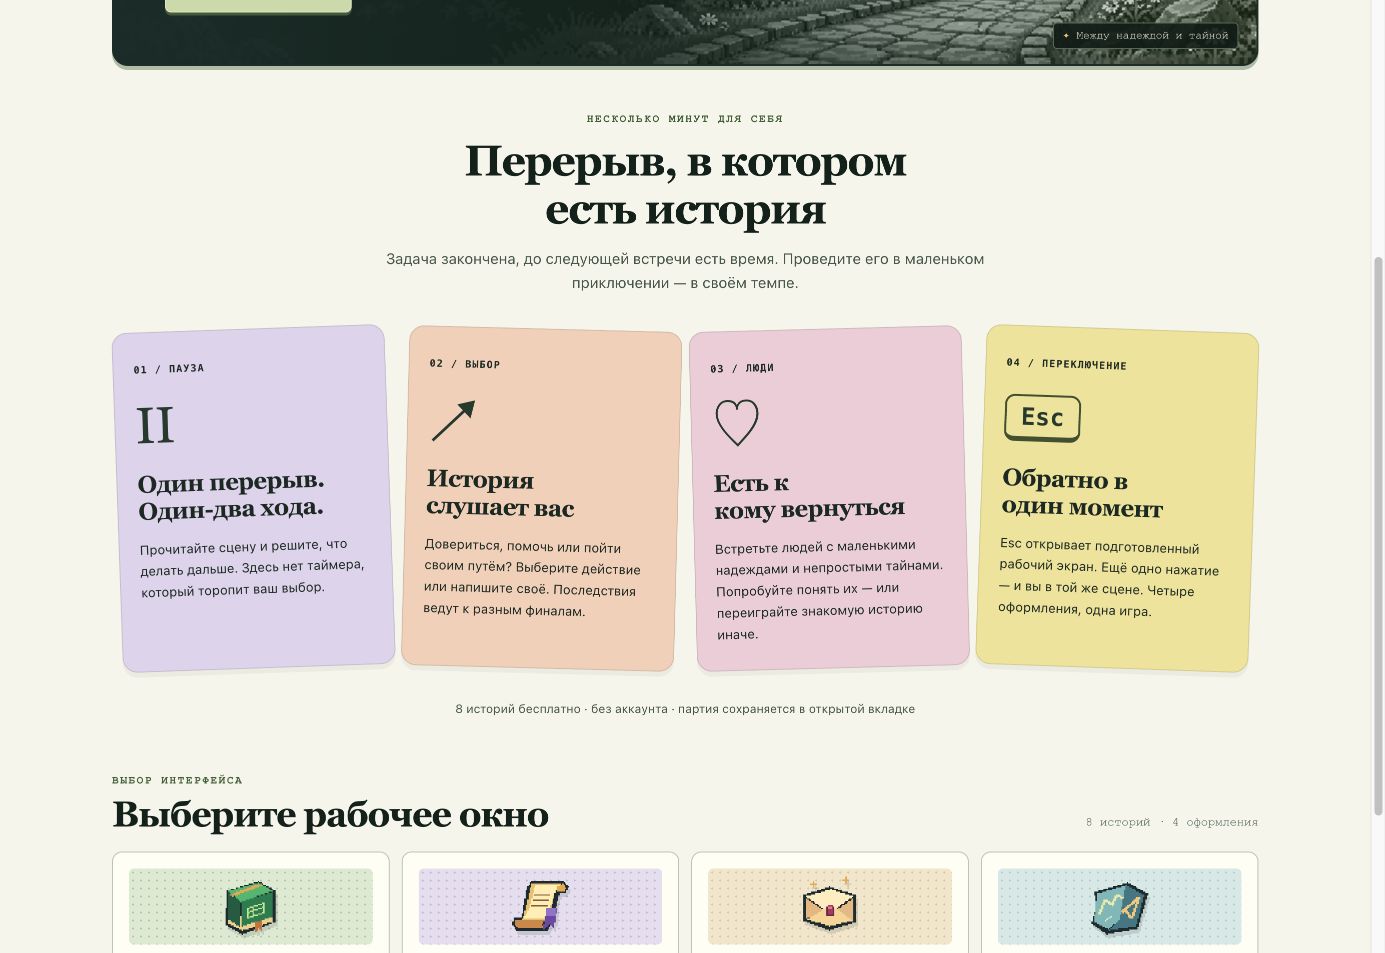 ✦ Между надеждой и тайной
НЕСКОЛЬКО МИНУТ ДЛЯ СЕБЯ
Перерыв, в котором
есть история
Задача закончена, до следующей встречи есть время. Проведите его в маленьком
приключении — в своём темпе.
01 / ПАУЗА
II
Один перерыв.
Один-два хода.
Прочитайте сцену и решите, что
делать дальше. Здесь нет таймера,
который торопит ваш выбор.
02 / ВЫБОР
История
слушает вас
Довериться, помочь или пойти
своим путём? Выберите действие
или напишите своё. Последствия
ведут к разным финалам.
03 / ЛЮДИ
Есть к
кому вернуться
Встретьте людей с маленькими
надеждами и непростыми тайнами.
Попробуйте понять их — или
переиграйте знакомую историю
иначе.
04 / ПЕРЕКЛЮЧЕНИЕ
Esc
Обратно в
один момент
Esc открывает подготовленный
рабочий экран. Ещё одно нажатие
— и вы в той же сцене. Четыре
оформления, одна игра.
8 историй бесплатно · без аккаунта · партия сохраняется в открытой вкладке
ВЫБОР ИНТЕРФЕЙСА
Выберите рабочее окно
8 историй · 4 оформления